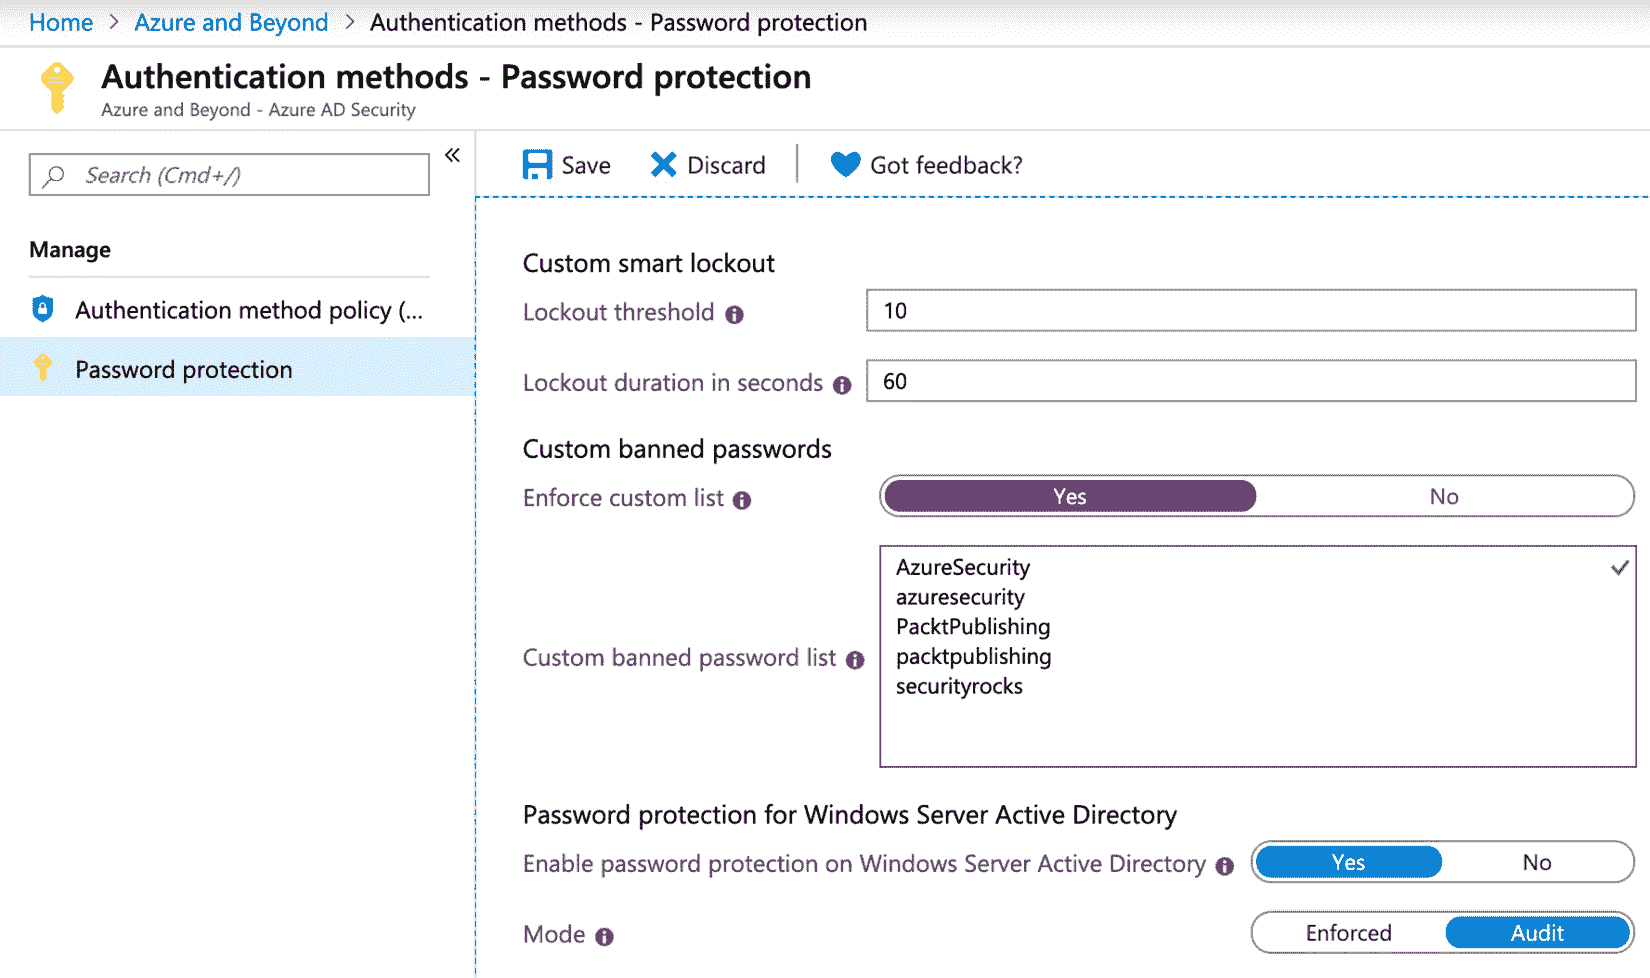 Home > Azure and Beyond > Authentication methods - Password protection
Authentication methods - Password protection
Azure and Beyond - Azure AD Security
Search (Cmd+/)
«
Manage
Authentication method policy (...
Password protection
Save Discard Got feedback?
Custom smart lockout
Lockout threshold 10
Lockout duration in seconds 60
Custom banned passwords
Enforce custom list Yes No
Custom banned password list
AzureSecurity
azuresecurity
PacktPublishing
packtpublishing
securityrocks
Password protection for Windows Server Active Directory
Enable password protection on Windows Server Active Directory Yes No
Mode Enforced Audit